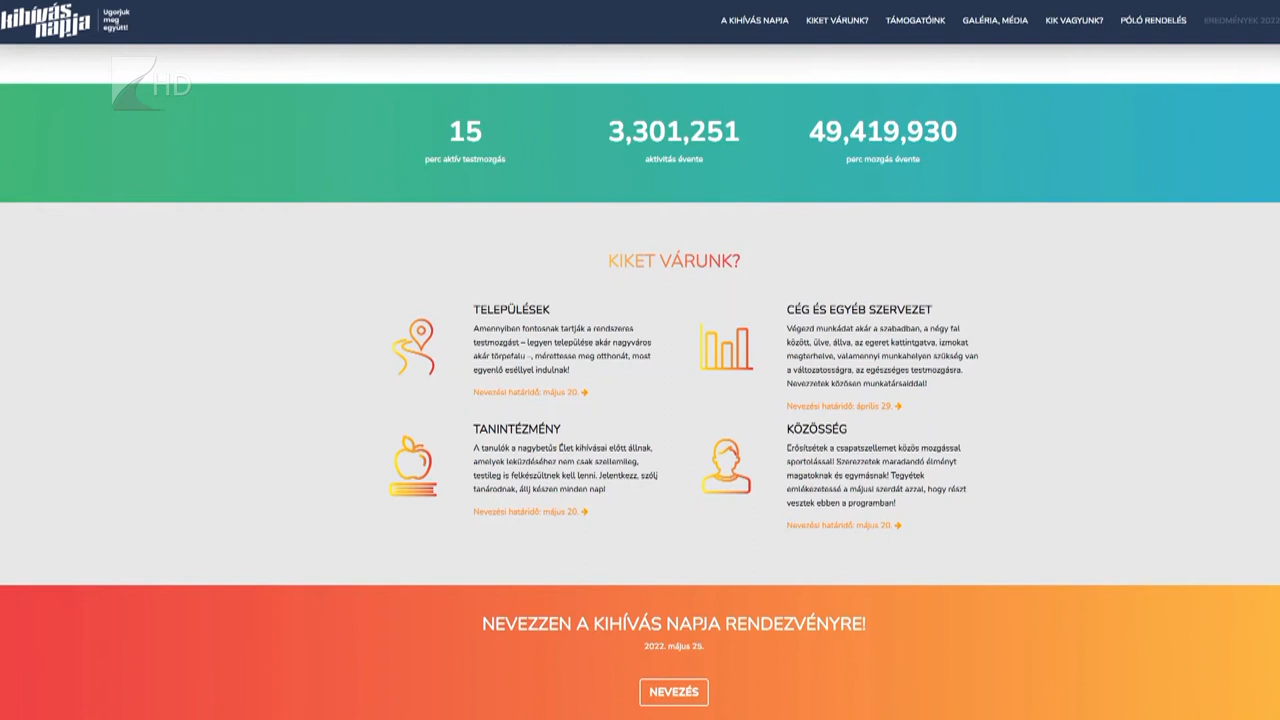 kihívás
napja
Ugorjuk
meg
együtt!
A KIHÍVÁS NAPJA KIKET VÁRUNK? TÁMOGATÓINK GALÉRIA, MÉDIA KIK VAGYUNK? PÓLÓ RENDELÉS EREDMÉNYEK 2022
HD
15 3,301,251 49,419,930
perc aktív testmozgás aktivitás évente perc mozgás évente
KIKET VÁRUNK?
TELEPÜLÉSEK
Amennyiben fontosnak tartják a rendszeres
testmozgást – legyen települése akár nagyváros
akár törpefalu –, mérettesse meg otthonát, most
egyenlő eséllyel indulnak!
Nevezési határidő: május 20. →
CÉG ÉS EGYÉB SZERVEZET
Végezd munkádat akár a szabadban, a négy fal
között, ülve, állva, az egeret kattintgatva, izmokat
megterhelve, valamennyi munkahelyen szükség van
a változatosságra, az egészséges testmozgásra.
Nevezzetek közösen munkatársaiddal!
Nevezési határidő: április 29. →
TANINTÉZMÉNY
A tanulók a nagybetűs Élet kihívásai előtt állnak,
amelyek leküzdéséhez nem csak szellemileg,
testileg is felkészültnek kell lenni. Jelentkezz, szólj
tanárodnak, állj készen minden nap!
Nevezési határidő: május 20. →
KÖZÖSSÉG
Erősítsétek a csapatszellemet közös mozgással
sportolással! Szerezzetek maradandó élményt
magatoknak és egymásnak! Tegyétek
emlékezetessé a májusi szerdát azzal, hogy részt
vesztek ebben a programban!
Nevezési határidő: május 20. →
NEVEZZEN A KIHÍVÁS NAPJA RENDEZVÉNYRE!
2022. május 25.
NEVEZÉS